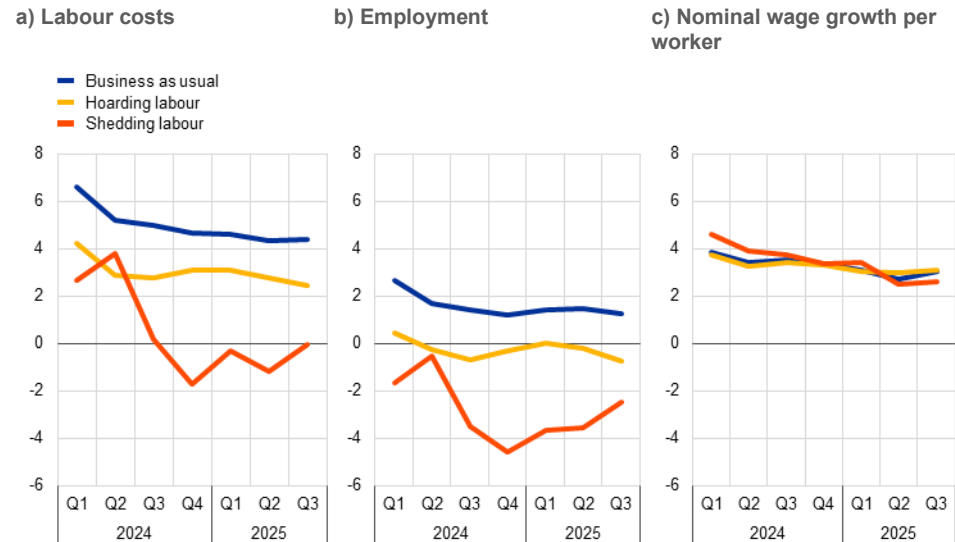 a) Labour costs
b) Employment
c) Nominal wage growth per
worker
Business as usual
Hoarding labour
Shedding labour
8
6
4
2
0
-2
-4
-6
Q1 Q2 Q3 Q4 Q1 Q2 Q3
2024 2025
8
6
4
2
0
-2
-4
-6
Q1 Q2 Q3 Q4 Q1 Q2 Q3
2024 2025
8
6
4
2
0
-2
-4
-6
Q1 Q2 Q3 Q4 Q1 Q2 Q3
2024 2025